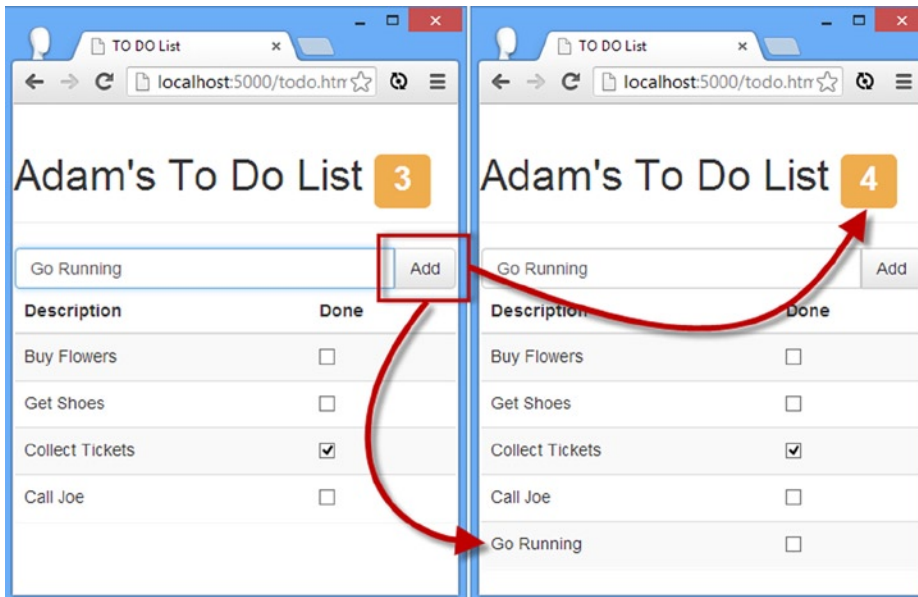 TO DO List
localhost:5000/todo.htm
Adam's To Do List 3
Go Running Add
Description Done
Buy Flowers
Get Shoes
Collect Tickets
Call Joe
TO DO List
localhost:5000/todo.htm
Adam's To Do List 4
Go Running Add
Description Done
Buy Flowers
Get Shoes
Collect Tickets
Call Joe
Go Running